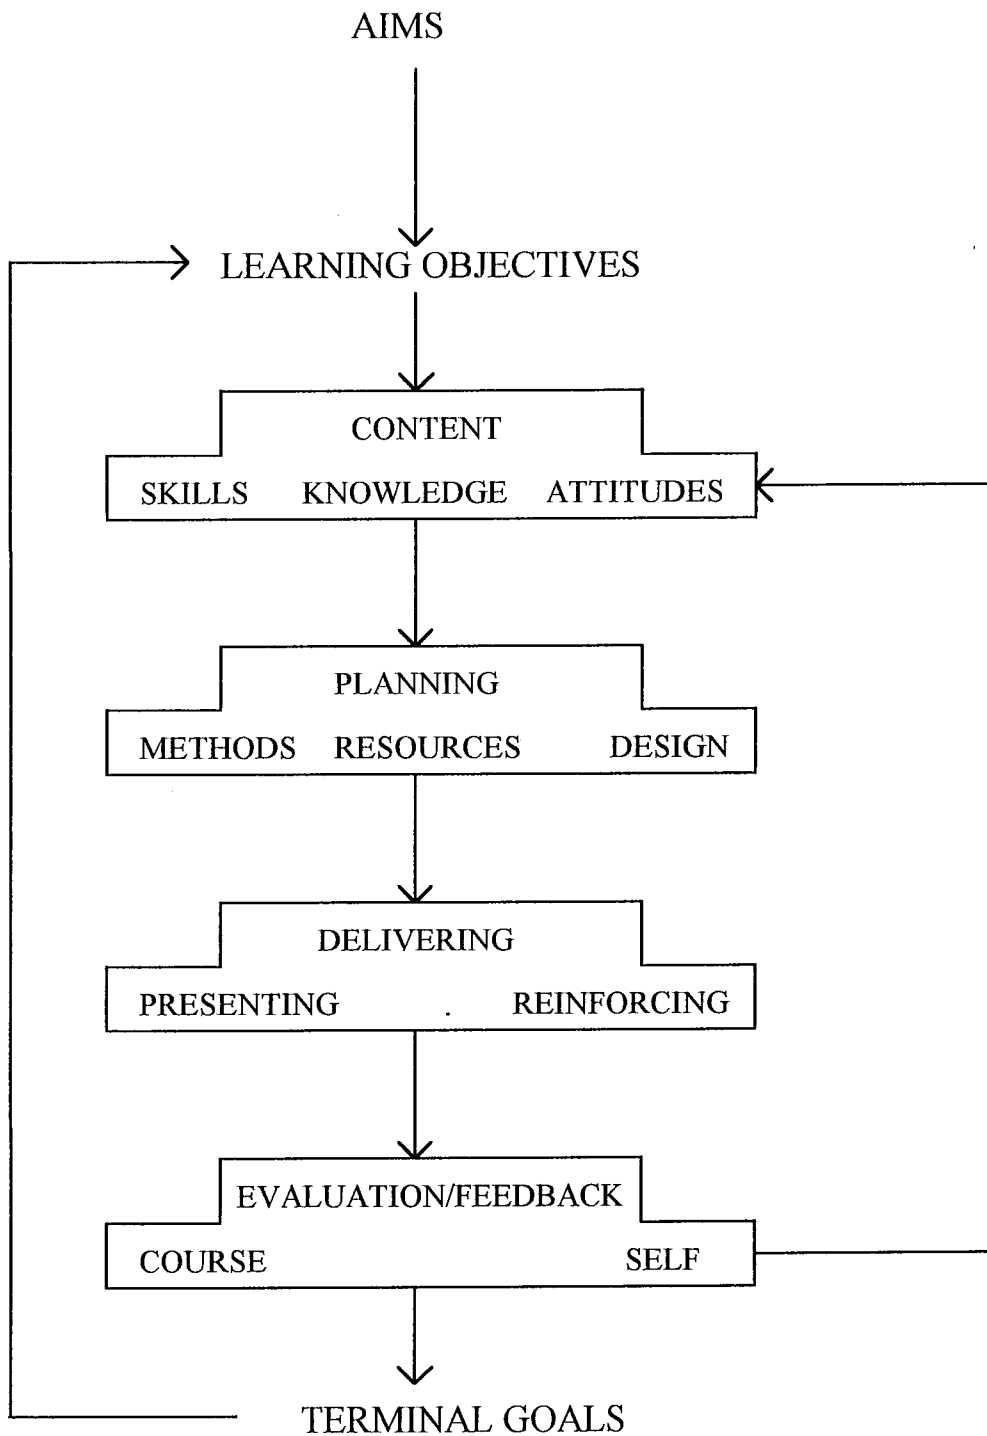 AIMS
LEARNING OBJECTIVES
CONTENT
SKILLS KNOWLEDGE ATTITUDES
PLANNING
METHODS RESOURCES DESIGN
DELIVERING
PRESENTING REINFORCING
EVALUATION/FEEDBACK
COURSE SELF
TERMINAL GOALS